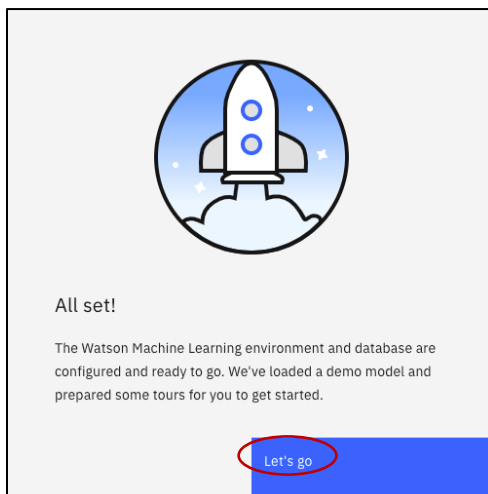 All set!
The Watson Machine Learning environment and database are
configured and ready to go. We've loaded a demo model and
prepared some tours for you to get started.
Let's go